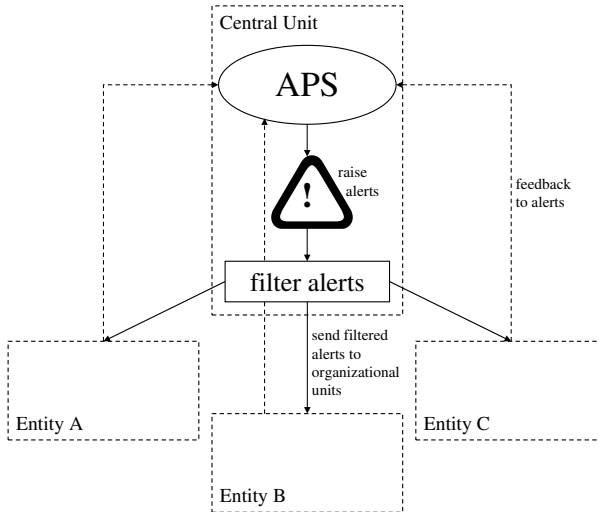 Central Unit
APS
!
raise
alerts
feedback
to alerts
filter alerts
send filtered
alerts to
organizational
units
Entity A
Entity C
Entity B